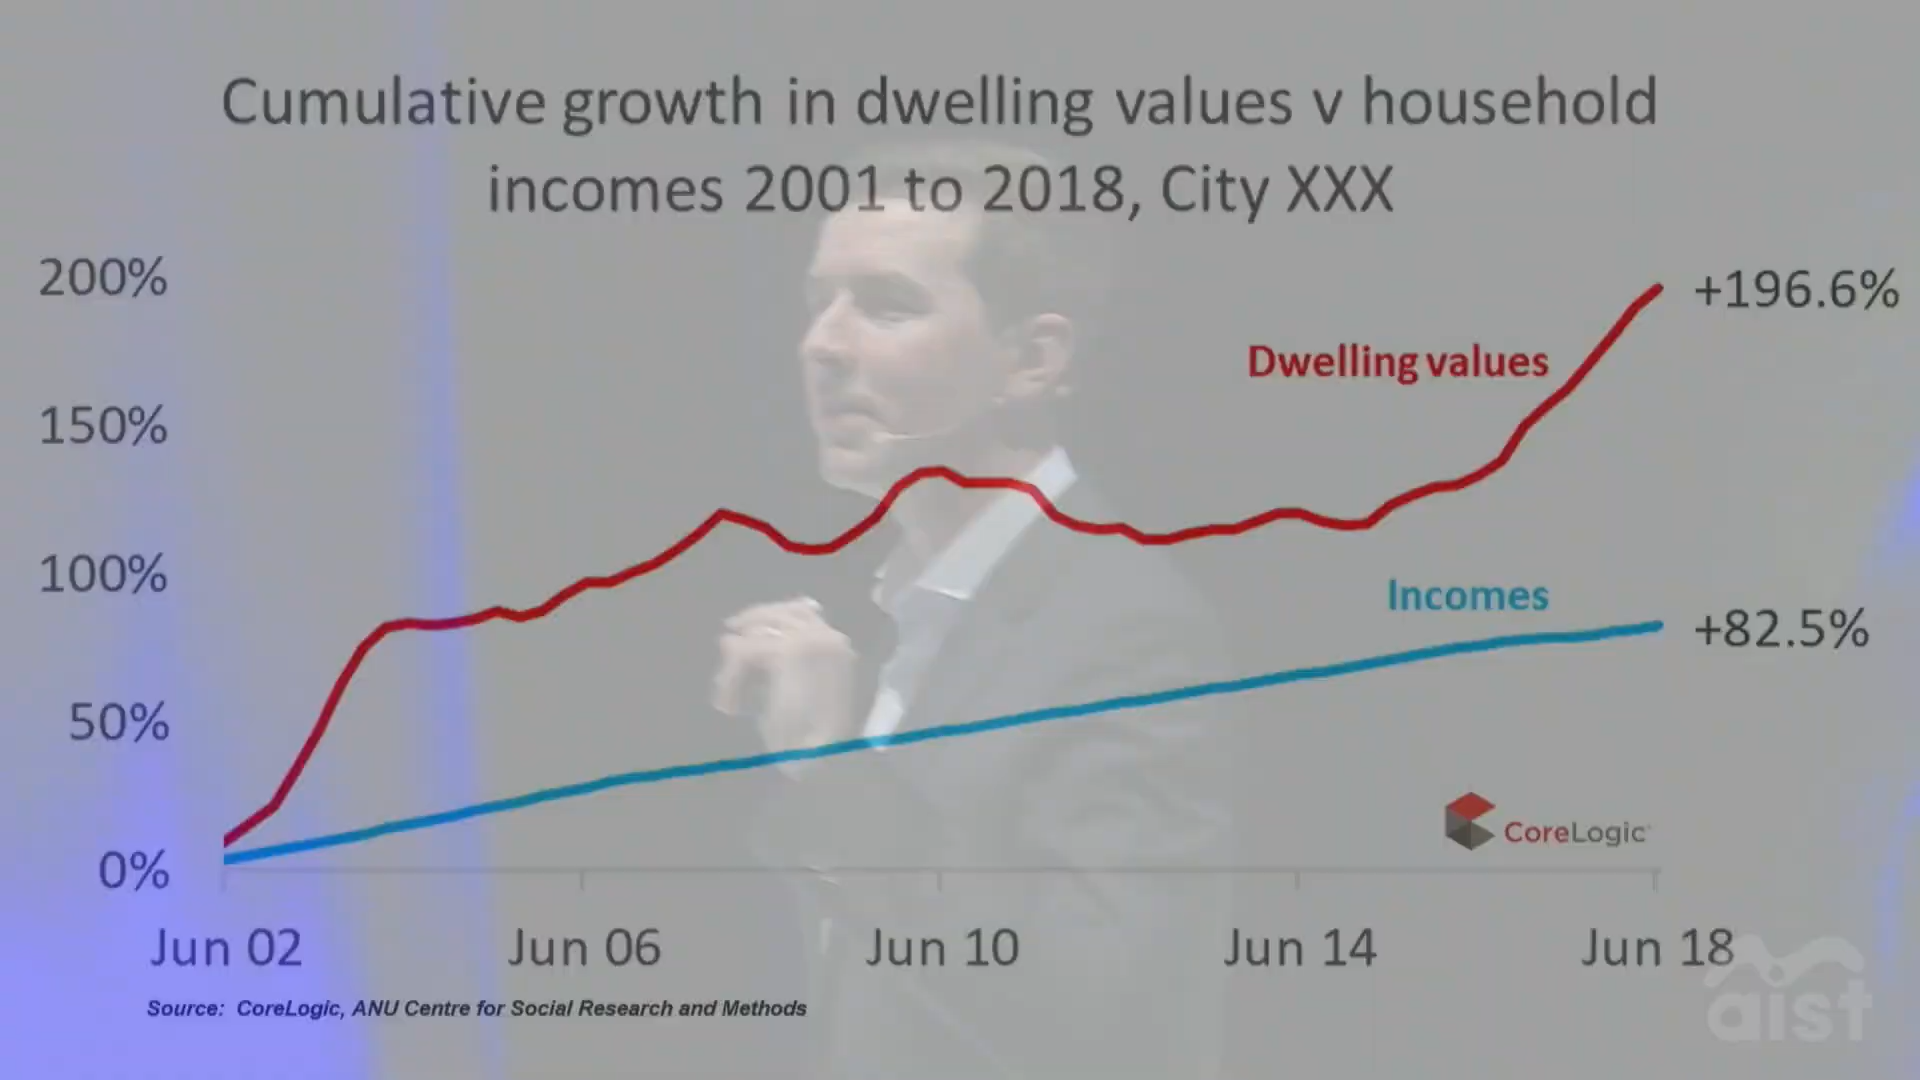 Cumulative growth in dwelling values v household
incomes 2001 to 2018, City XXX
200%
150%
100%
50%
0%
+196.6%
Dwelling values
Incomes
+82.5%
CoreLogic
Jun 02
Jun 06
Jun 10
Jun 14
Jun 18
Source: CoreLogic, ANU Centre for Social Research and Methods
aist